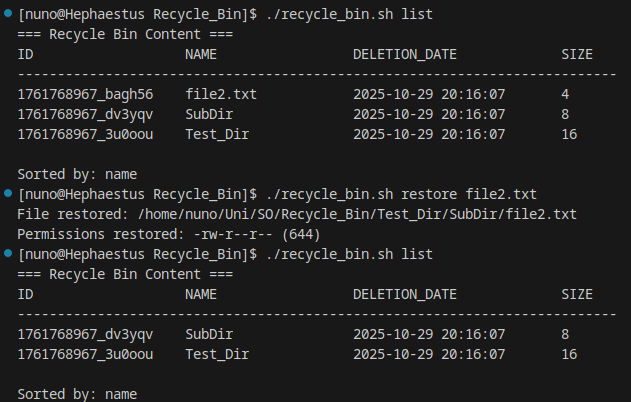 [nuno@Hephaestus Recycle_Bin]$ ./recycle_bin.sh list
=== Recycle Bin Content ===
ID                   NAME                 DELETION_DATE             SIZE
---------------------------------------------------------------------------
1761768967_bagh56    file2.txt            2025-10-29 20:16:07       4
1761768967_dv3yqv    SubDir               2025-10-29 20:16:07       8
1761768967_3u0oou    Test_Dir             2025-10-29 20:16:07       16
Sorted by: name
[nuno@Hephaestus Recycle_Bin]$ ./recycle_bin.sh restore file2.txt
File restored: /home/nuno/Uni/SO/Recycle_Bin/Test_Dir/SubDir/file2.txt
Permissions restored: -rw-r--r-- (644)
[nuno@Hephaestus Recycle_Bin]$ ./recycle_bin.sh list
=== Recycle Bin Content ===
ID                   NAME                 DELETION_DATE             SIZE
---------------------------------------------------------------------------
1761768967_dv3yqv    SubDir               2025-10-29 20:16:07       8
1761768967_3u0oou    Test_Dir             2025-10-29 20:16:07       16
Sorted by: name